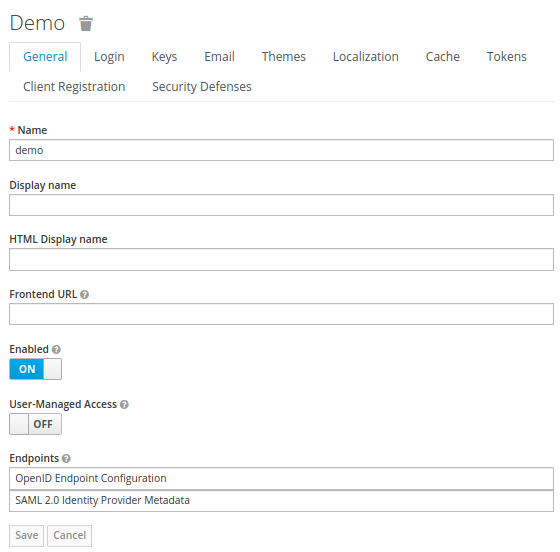 Demo
General Login Keys Email Themes Localization Cache Tokens
Client Registration Security Defenses
* Name
demo
Display name
HTML Display name
Frontend URL ?
Enabled ?
ON
User-Managed Access ?
OFF
Endpoints ?
OpenID Endpoint Configuration
SAML 2.0 Identity Provider Metadata
Save Cancel